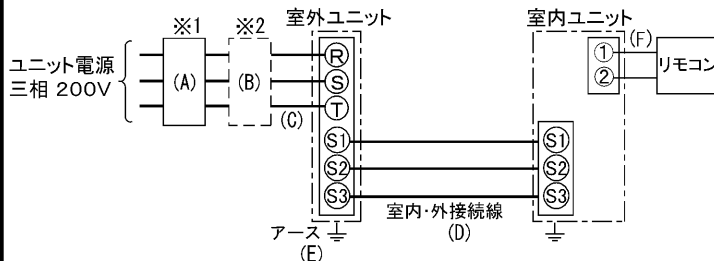 室外ユニット
室内ユニット
※1
※2
ユニット電源
三相 200V
(A)
(B)
(C)
R
S
T
S1
S2
S3
室内・外接続線
(D)
アース
(E)
S1
S2
S3
①
②
(F)
リモコン